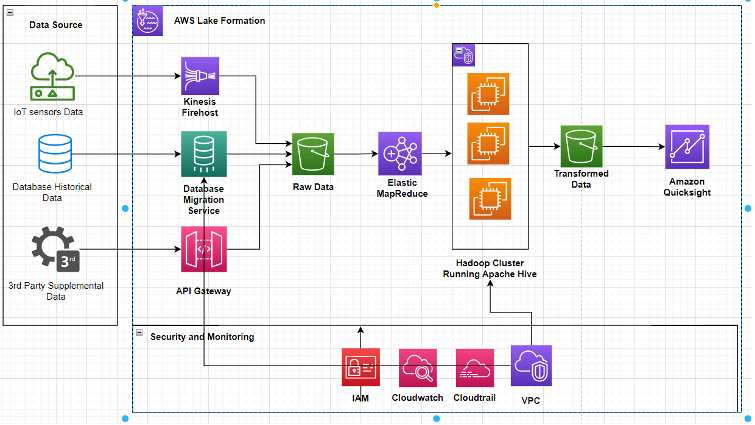 Data Source
AWS Lake Formation
IoT sensors Data
Kinesis
Firehost
Database Historical
Data
Database
Migration
Service
Raw Data
Elastic
MapReduce
Transformed
Data
Amazon
Quicksight
3rd
3rd Party Supplemental
Data
API Gateway
Hadoop Cluster
Running Apache Hive
Security and Monitoring
IAM
Cloudwatch
Cloudtrail
VPC